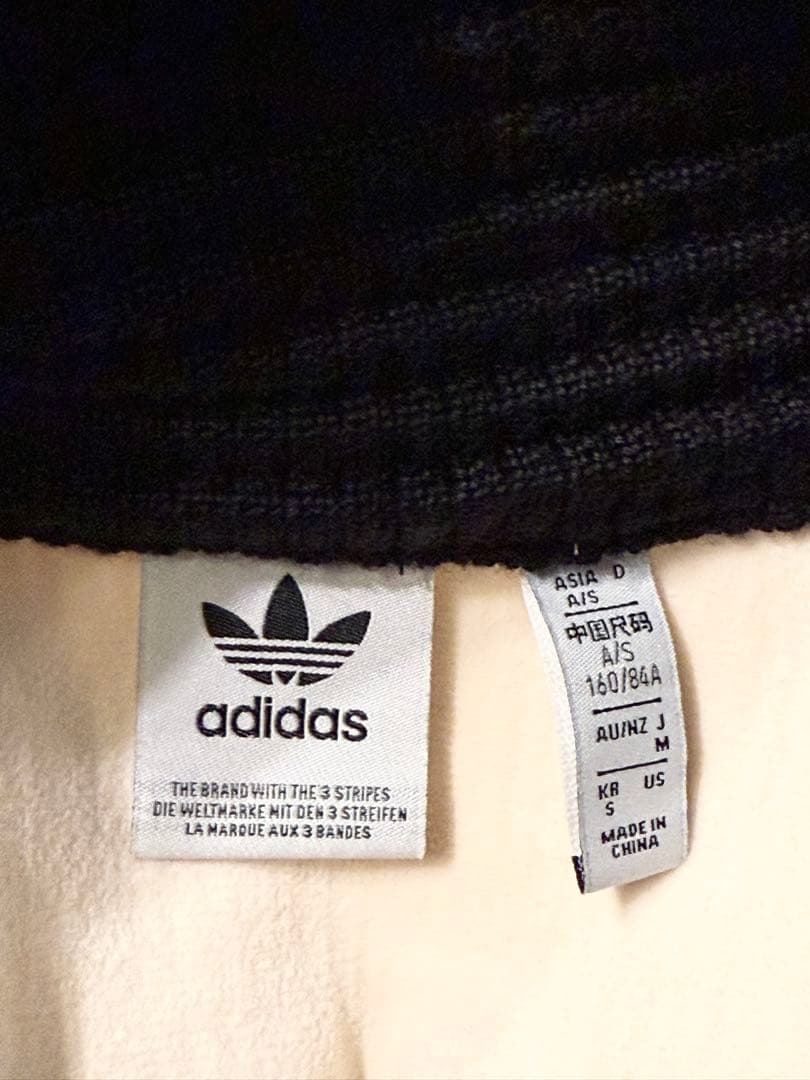 adidas
THE BRAND WITH THE 3 STRIPES
DIE WELTMARKE MIT DEN 3 STREIFEN
LA MARQUE AUX 3 BANDES
ASIA D
A/S
中国尺码
A/S
160/84A
AU/NZ J
M
KR US
S
MADE IN
CHINA